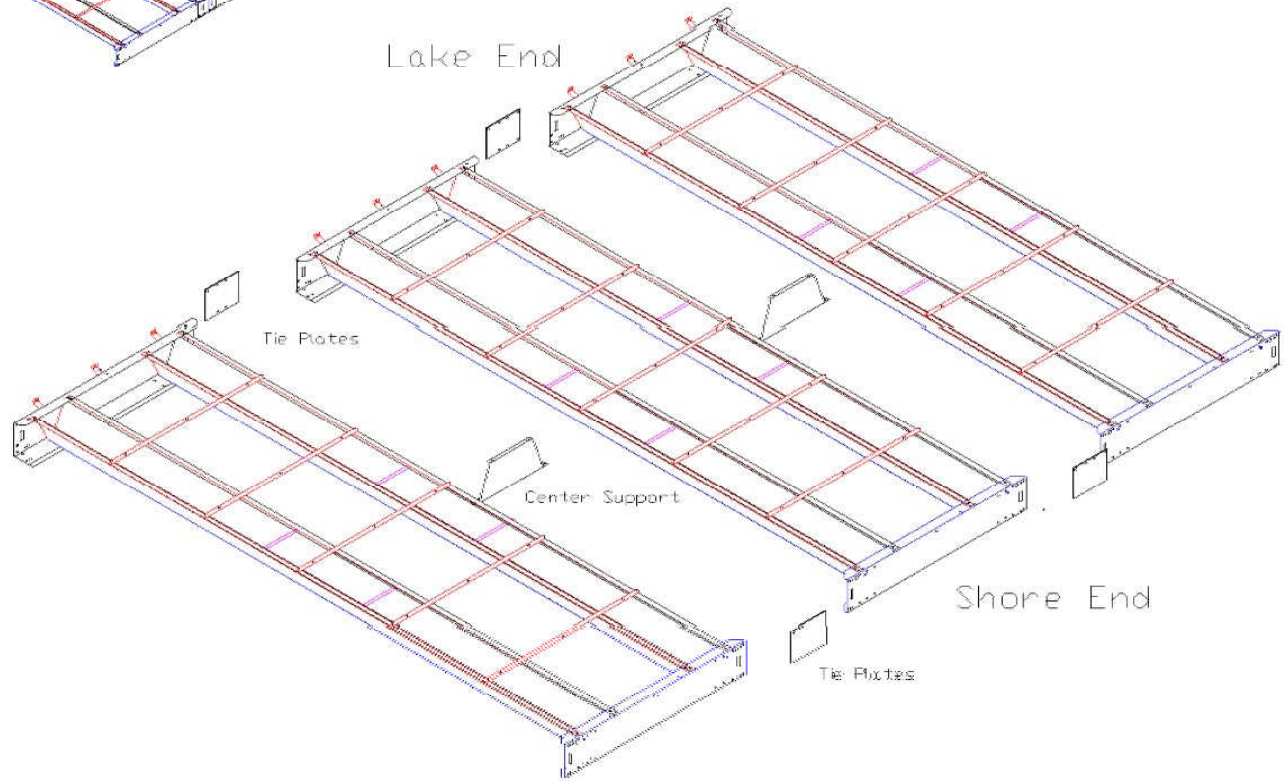 Lake End
Tie Plates
Center Support
Shore End
Tie Plates